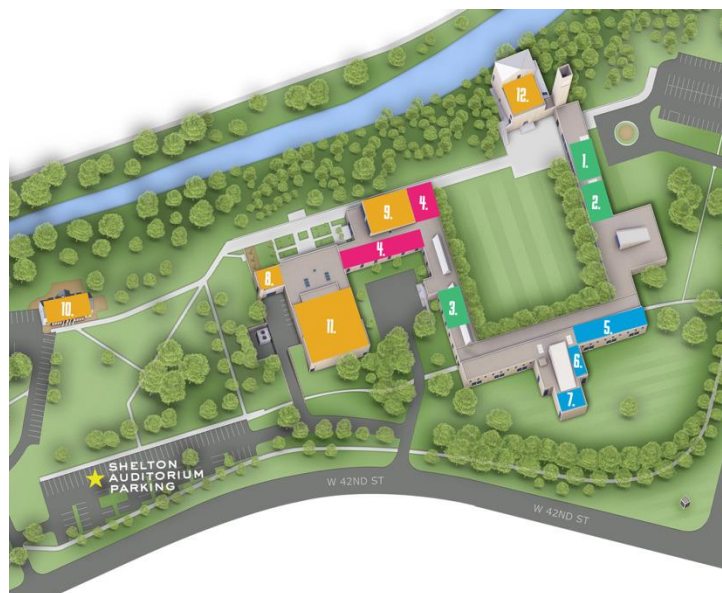 12.
1.
2.
9.
4.
4.
8.
3.
11.
10.
5.
6.
7.
SHELTON
AUDITORIUM
PARKING
W 42ND ST
W 42ND ST